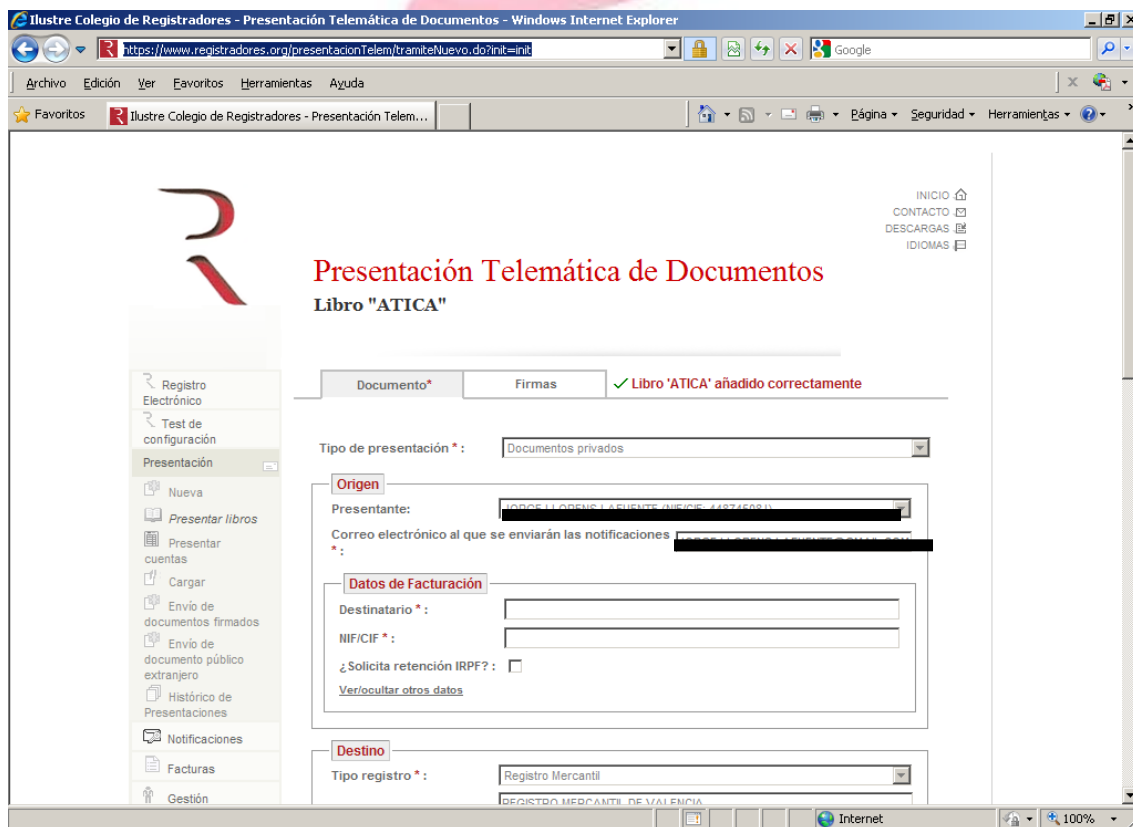 Ilustre Colegio de Registradores - Presentación Telemática de Documentos - Windows Internet Explorer
https://www.registradores.org/presentacionTelem/tramiteNuevo.do?init=init
Google
Archivo Edición Ver Favoritos Herramientas Ayuda
Favoritos
Ilustre Colegio de Registradores - Presentación Telem...
Página Seguridad Herramientas
INICIO
CONTACTO
DESCARGAS
IDIOMAS
Presentación Telemática de Documentos
Libro "ATICA"
Registro
Electrónico
Test de
configuración
Presentación
Nueva
Presentar libros
Presentar
cuentas
Cargar
Envío de
documentos firmados
Envío de
documento público
extranjero
Histórico de
Presentaciones
Notificaciones
Facturas
Gestión
Documento*
Firmas
Libro 'ATICA' añadido correctamente
Tipo de presentación * :
Documentos privados
Origen
Presentante:
Correo electrónico al que se enviarán las notificaciones
* :
Datos de Facturación
Destinatario * :
NIF/CIF * :
¿Solicita retención IRPF? :
Ver/ocultar otros datos
Destino
Tipo registro * :
Registro Mercantil
REGISTRO MERCANTIL DE VALENCIA
Internet
100%